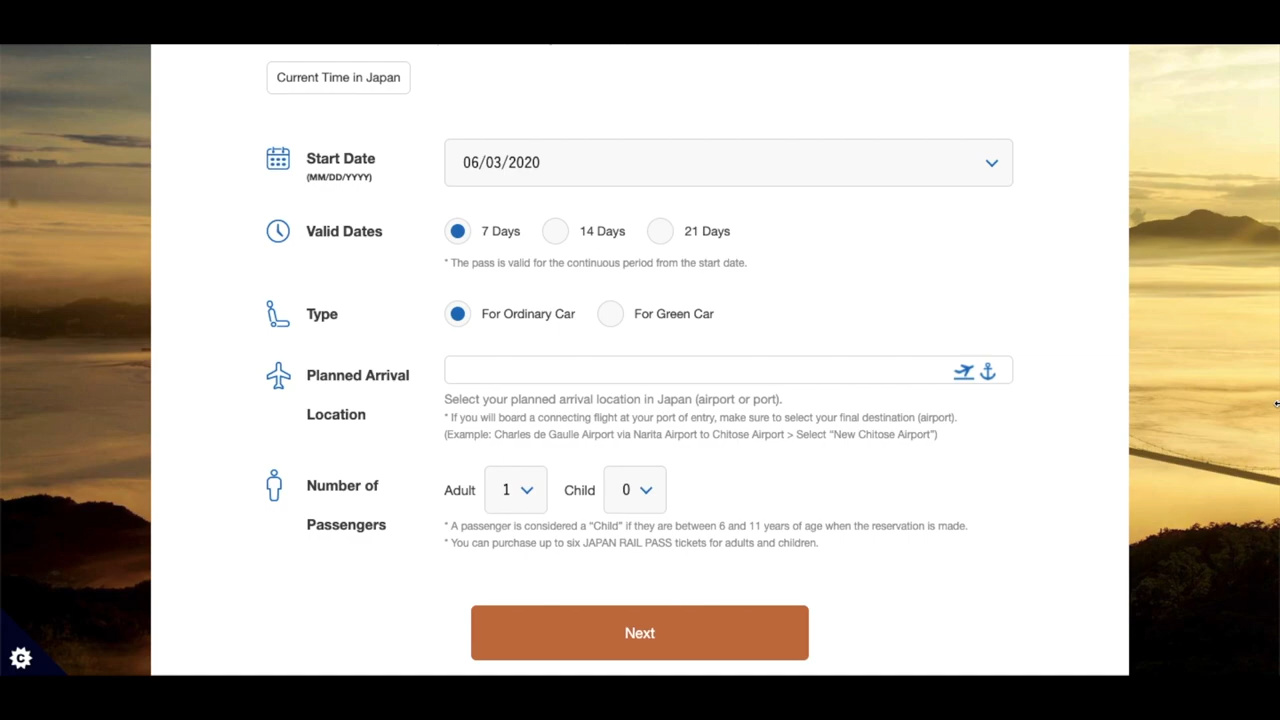 Current Time in Japan
Start Date
(MM/DD/YYYY)
06/03/2020
Valid Dates
7 Days 14 Days 21 Days
* The pass is valid for the continuous period from the start date.
Type
For Ordinary Car For Green Car
Planned Arrival
Location
Select your planned arrival location in Japan (airport or port).
* If you will board a connecting flight at your port of entry, make sure to select your final destination (airport).
(Example: Charles de Gaulle Airport via Narita Airport to Chitose Airport > Select “New Chitose Airport”)
Number of
Passengers
Adult 1 Child 0
* A passenger is considered a “Child” if they are between 6 and 11 years of age when the reservation is made.
* You can purchase up to six JAPAN RAIL PASS tickets for adults and children.
Next
C